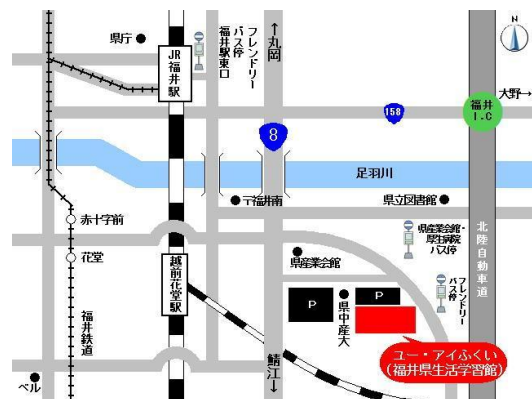 県庁
JR福井駅
フレンドリー
バス停
福井駅東口
←丸岡
N
大野→
福井
I.C
158
8
足羽川
〒福井南
県立図書館
赤十字前
花堂
越前花堂駅
県産業会館
県産業会館・
厚生病院
バス停
北陸自動車道
フレンドリー
バス停
P
県中産大
P
福井鉄道
ユー・アイふくい
(福井県生活学習館)
ベル
鯖江→